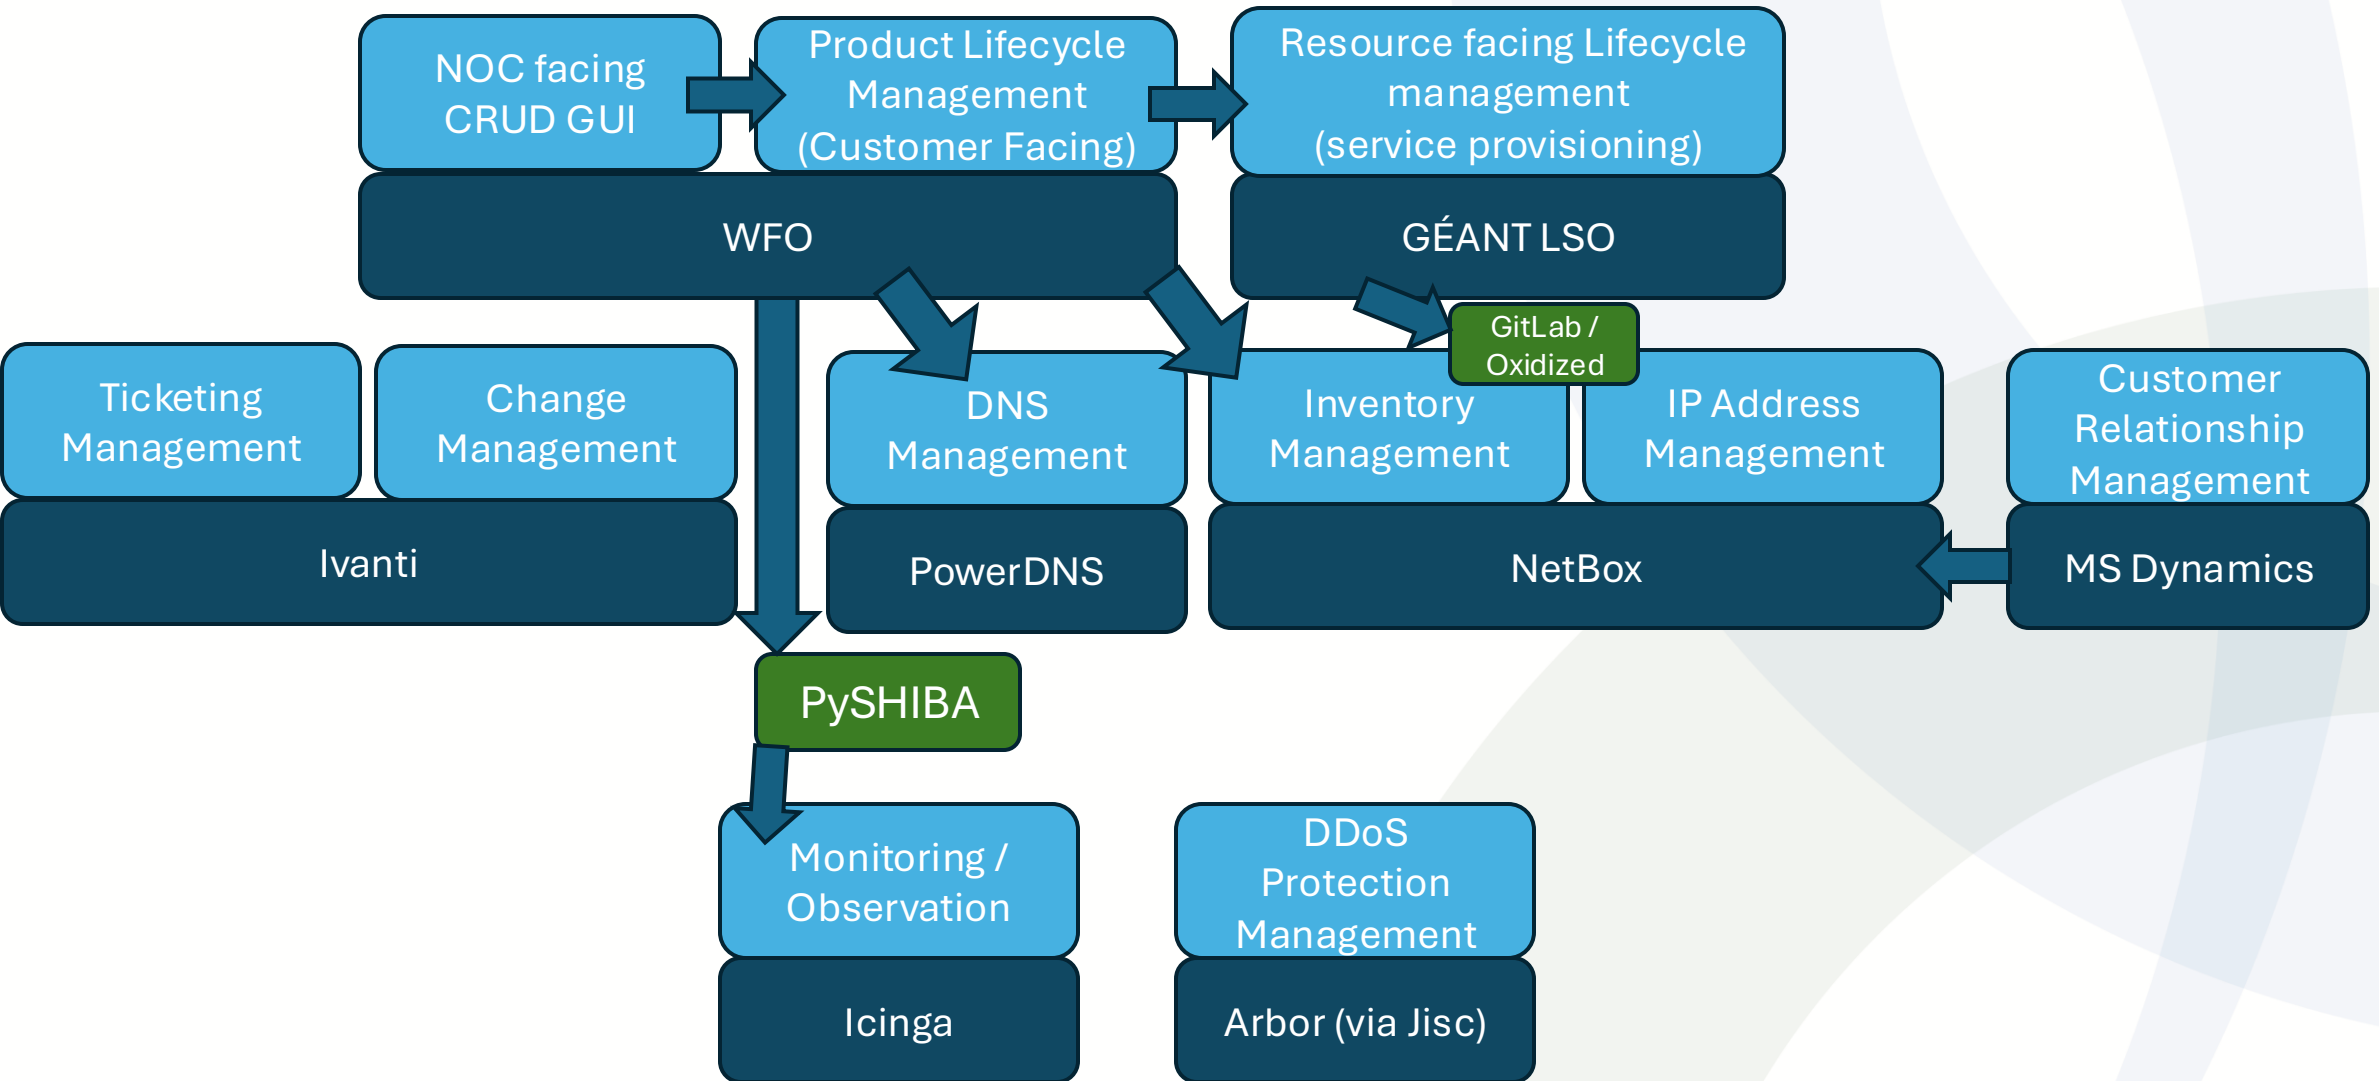 NOC facing
CRUD GUI
Product Lifecycle
Management
(Customer Facing)
Resource facing Lifecycle
management
(service provisioning)
WFO
GÉANT LSO
GitLab /
Oxidized
Ticketing
Management
Change
Management
DNS
Management
Inventory
Management
IP Address
Management
Customer
Relationship
Management
Ivanti
PowerDNS
NetBox
MS Dynamics
PySHIBA
Monitoring /
Observation
DDoS
Protection
Management
Icinga
Arbor (via Jisc)